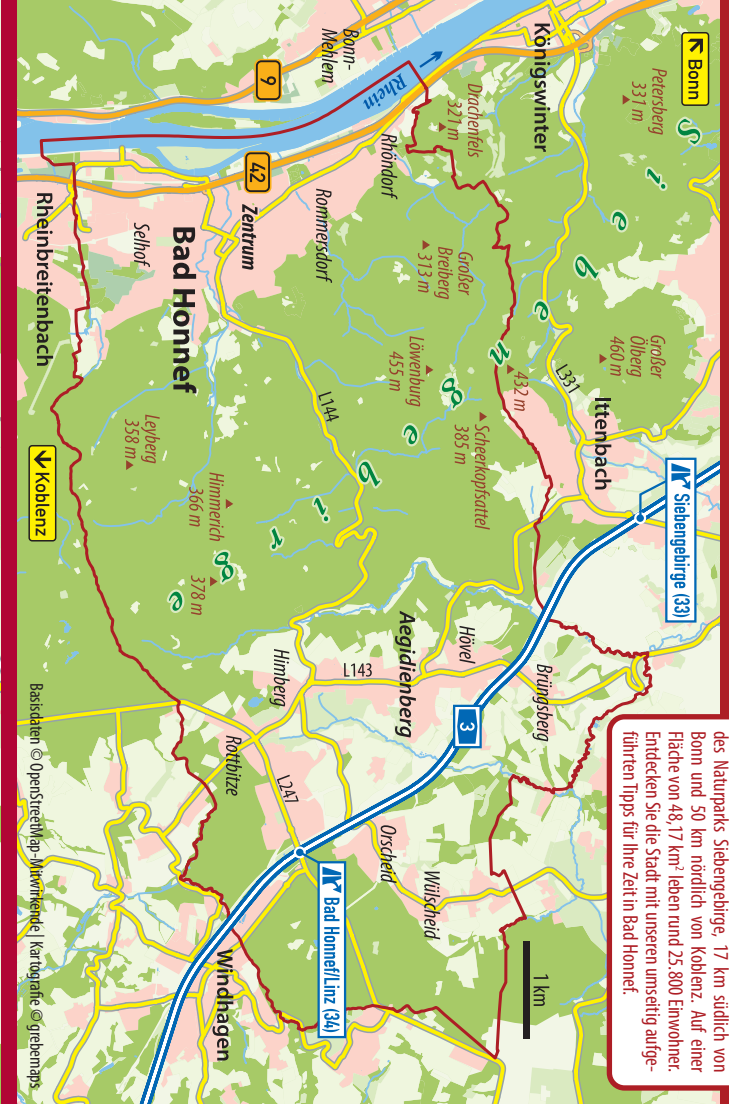 des Naturparks Siebengebirge, 17 km südlich von
Bonn und 50 km nördlich von Koblenz. Auf einer
Fläche von 48,17 km² leben rund 25.800 Einwohner.
Entdecken Sie die Stadt mit unseren umseitig aufge-
führten Tipps für Ihre Zeit in Bad Honnef.
Bonn
Siebengebirge
Siebengebirge (33)
Petersberg
331 m
Großer
Ölberg
460 m
Ittenbach
L331
Königswinter
432 m
Brüngsberg
1 km
Drachenfels
321 m
Scheerkopfsattel
385 m
Großer
Breiberg
313 m
Hövel
3
Löwenburg
455 m
Wülscheid
Rhein
Rhöndorf
Aegidienberg
Orscheid
Bonn-
Mehlem
L143
Rommersdorf
L144
Bad Honnef/Linz (34)
9
42
Zentrum
Himberg
L247
Himmerich
366 m
378 m
Rottbitze
Windhagen
Bad Honnef
Selhof
Leyberg
358 m
Rheinbreitenbach
Koblenz
Basisdaten © OpenStreetMap-Mitwirkende | Kartografie © grebemaps